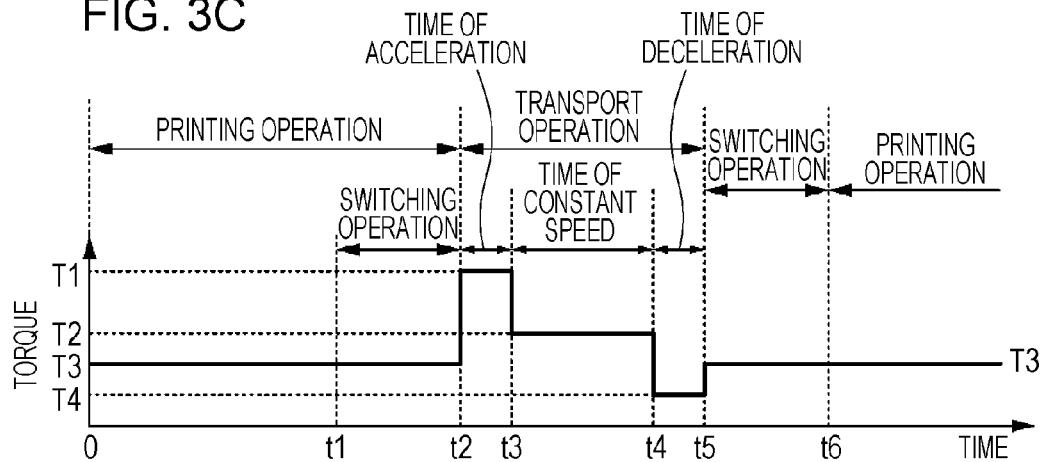 FIG. 3C
TIME OF
ACCELERATION
TIME OF
DECELERATION
PRINTING OPERATION
TRANSPORT
OPERATION
SWITCHING
OPERATION
PRINTING
OPERATION
SWITCHING
OPERATION
TIME OF
CONSTANT
SPEED
TORQUE
T1
T2
T3
T4
T3
0
t1
t2
t3
t4
t5
t6
TIME